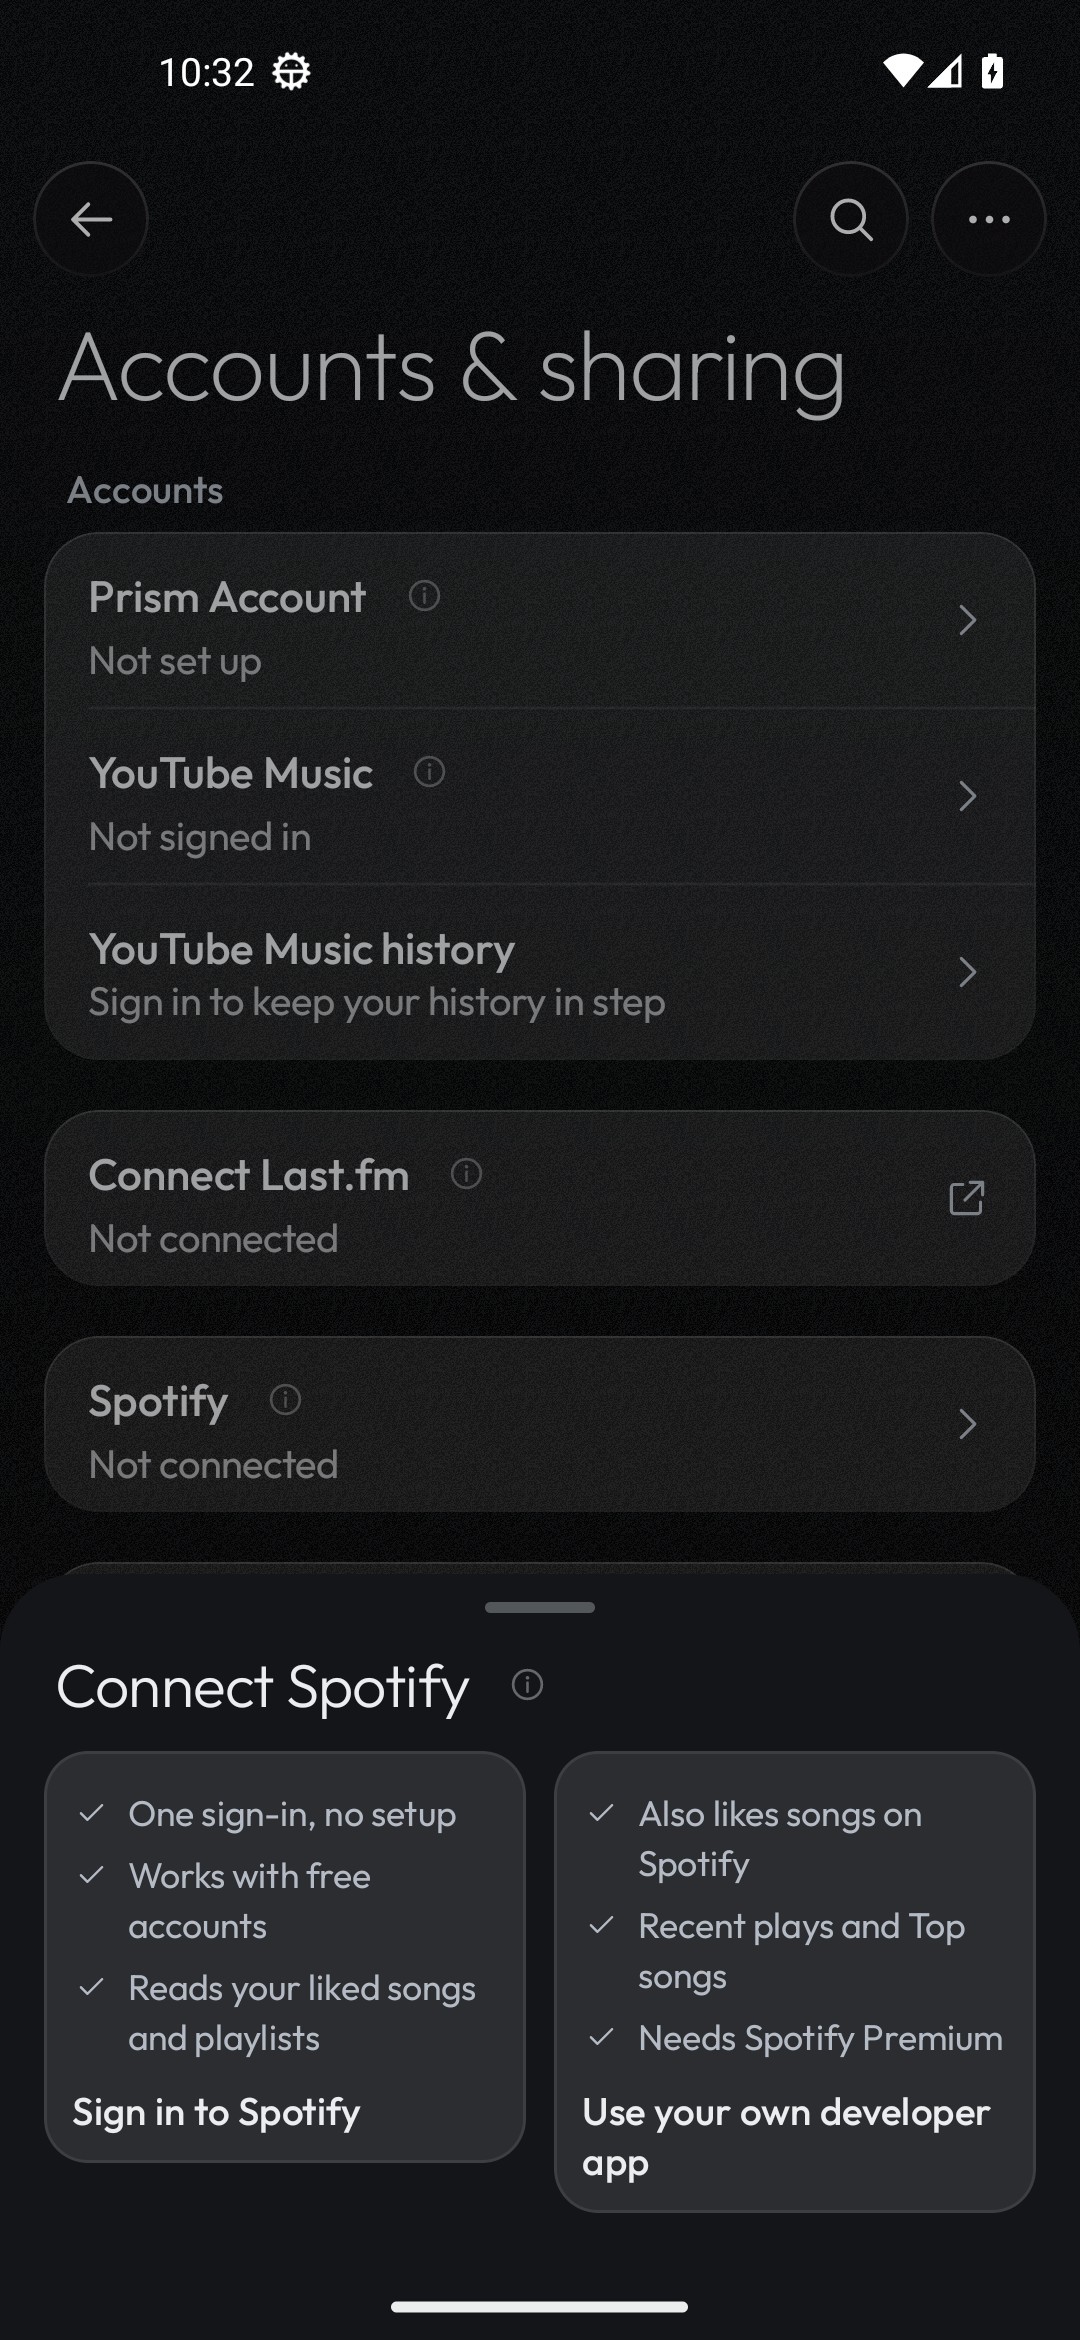 10:32
Accounts & sharing
Accounts
Prism Account
Not set up
YouTube Music
Not signed in
YouTube Music history
Sign in to keep your history in step
Connect Last.fm
Not connected
Spotify
Not connected
Connect Spotify
One sign-in, no setup
Works with free
accounts
Reads your liked songs
and playlists
Sign in to Spotify
Also likes songs on
Spotify
Recent plays and Top
songs
Needs Spotify Premium
Use your own developer
app